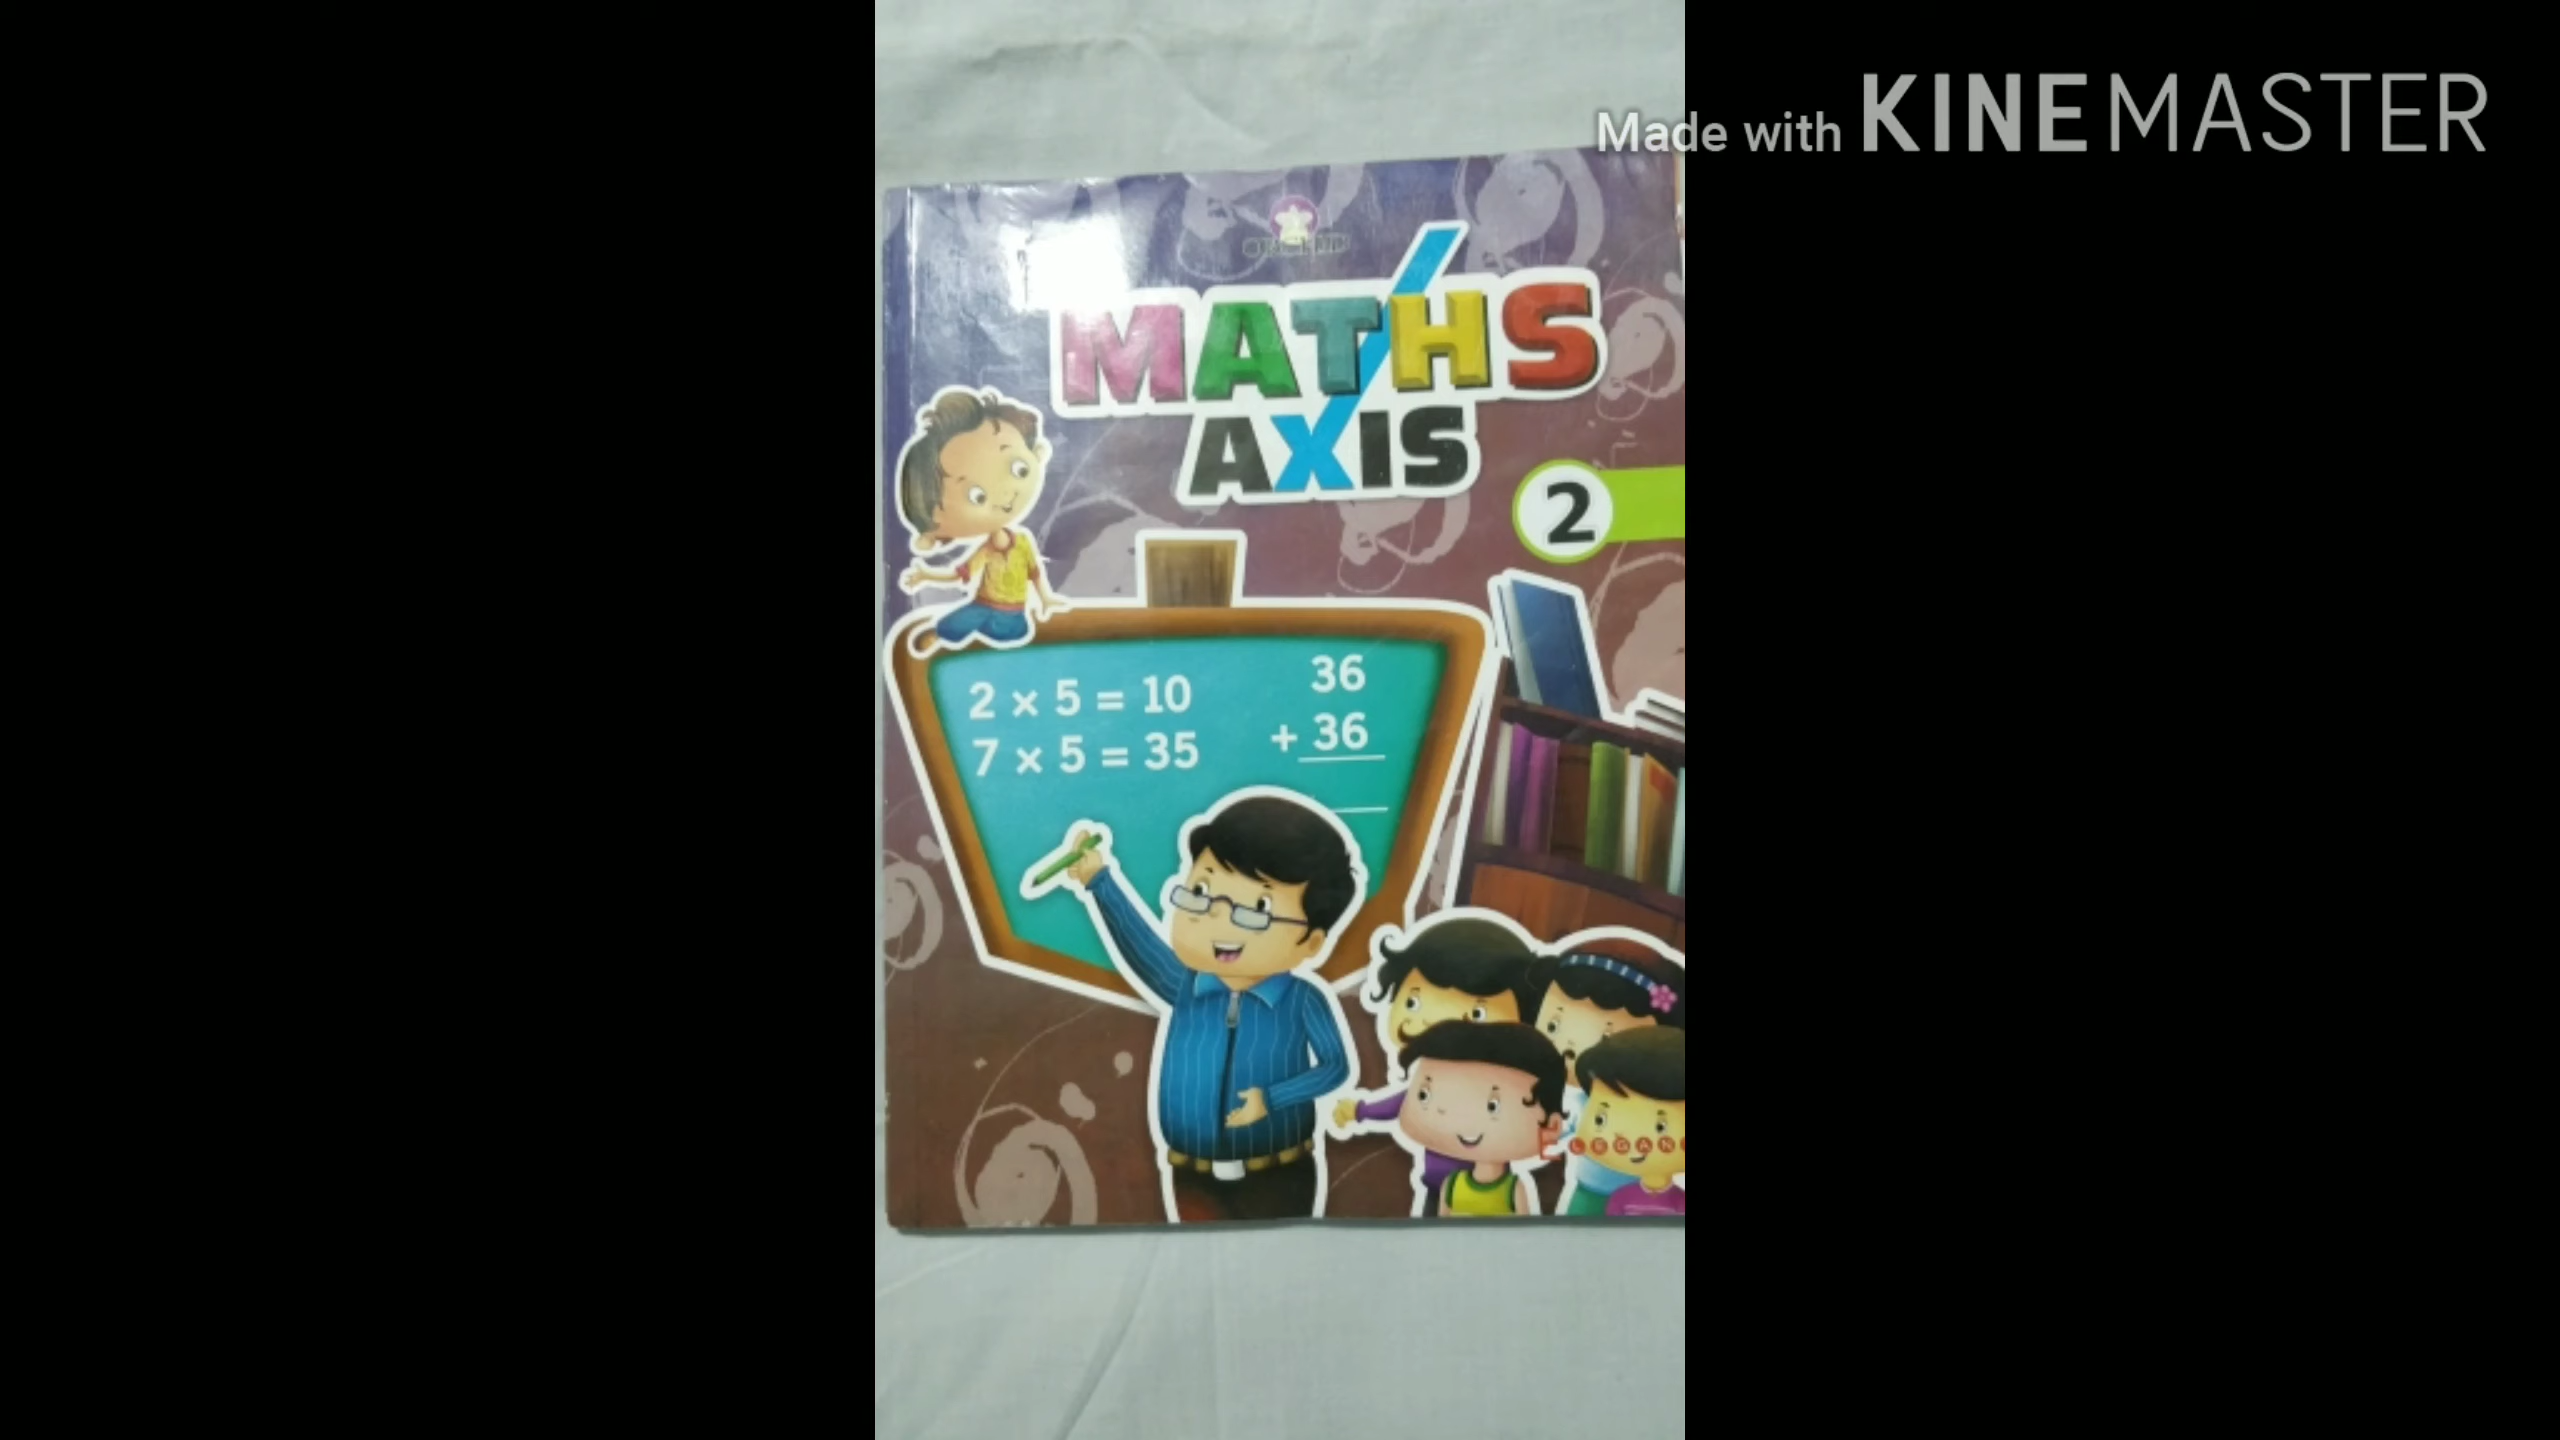 Made with KINEMASTER
MATHS
AXIS
2
2 × 5 = 10
7 × 5 = 35
36
+ 36